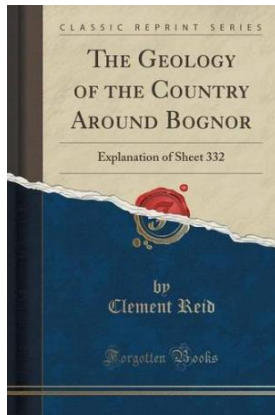 CLASSIC REPRINT SERIES
THE GEOLOGY
OF THE COUNTRY
AROUND BOGNOR
Explanation of Sheet 332
by
Clement Reid
Forgotten Books